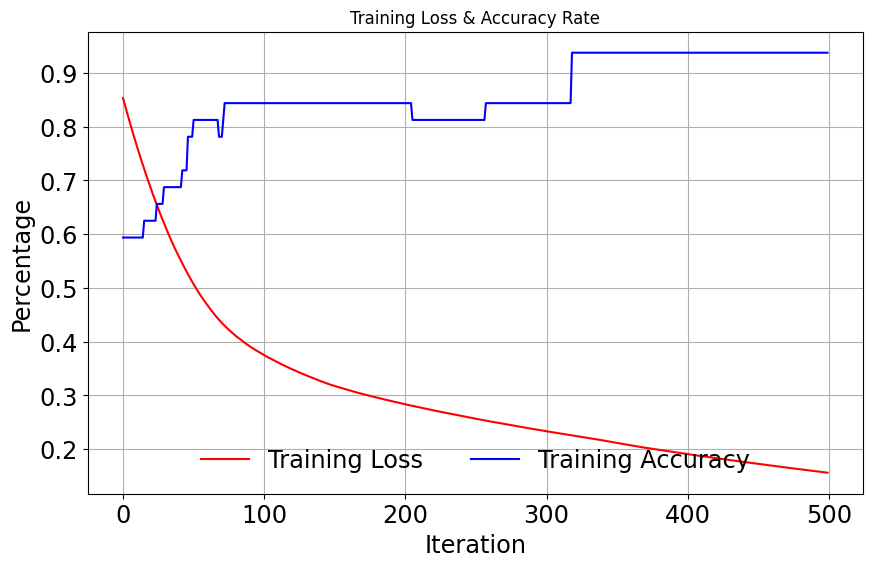 Training Loss & Accuracy Rate
0.9
0.8
0.7
0.6
0.5
0.4
0.3
0.2
Percentage
Training Loss
Training Accuracy
0
100
200
300
400
500
Iteration